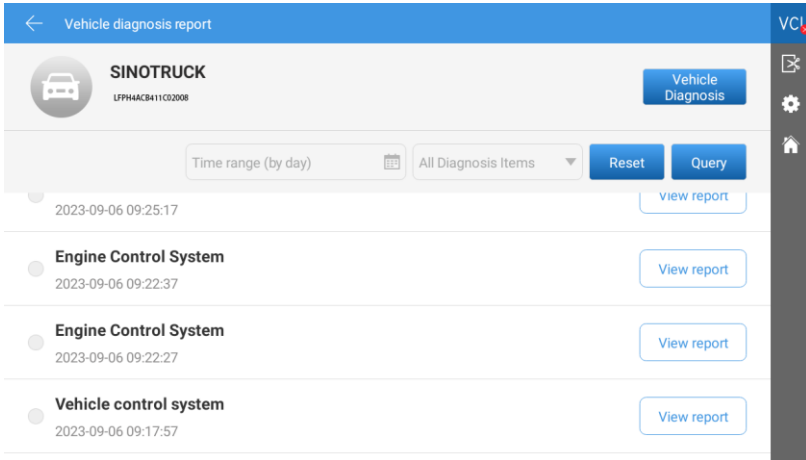 Vehicle diagnosis report
VCI
SINOTRUCK
LFPH4ACB411C02008
Vehicle
Diagnosis
Time range (by day)
All Diagnosis Items
Reset
Query
View report
2023-09-06 09:25:17
Engine Control System
View report
2023-09-06 09:22:37
Engine Control System
View report
2023-09-06 09:22:27
Vehicle control system
View report
2023-09-06 09:17:57